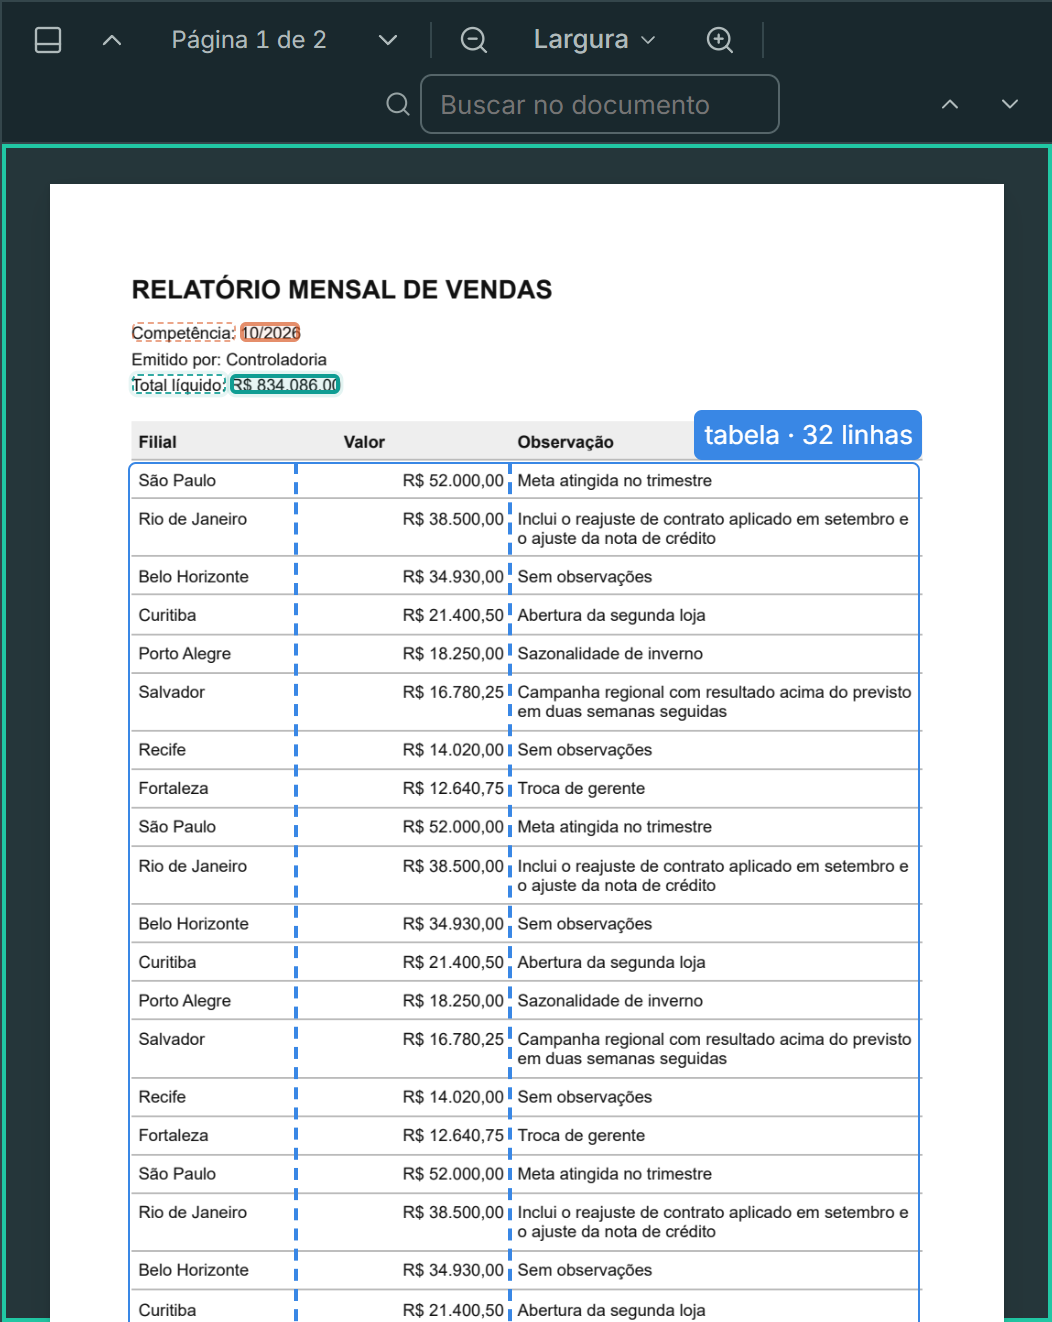 Página 1 de 2
Largura
Buscar no documento
RELATÓRIO MENSAL DE VENDAS
Competência: 10/2026
Emitido por: Controladoria
Total líquido: R$ 834.086,00
tabela · 32 linhas
Filial Valor Observação
São Paulo R$ 52.000,00 Meta atingida no trimestre
Rio de Janeiro R$ 38.500,00 Inclui o reajuste de contrato aplicado em setembro e
o ajuste da nota de crédito
Belo Horizonte R$ 34.930,00 Sem observações
Curitiba R$ 21.400,50 Abertura da segunda loja
Porto Alegre R$ 18.250,00 Sazonalidade de inverno
Salvador R$ 16.780,25 Campanha regional com resultado acima do previsto
em duas semanas seguidas
Recife R$ 14.020,00 Sem observações
Fortaleza R$ 12.640,75 Troca de gerente
São Paulo R$ 52.000,00 Meta atingida no trimestre
Rio de Janeiro R$ 38.500,00 Inclui o reajuste de contrato aplicado em setembro e
o ajuste da nota de crédito
Belo Horizonte R$ 34.930,00 Sem observações
Curitiba R$ 21.400,50 Abertura da segunda loja
Porto Alegre R$ 18.250,00 Sazonalidade de inverno
Salvador R$ 16.780,25 Campanha regional com resultado acima do previsto
em duas semanas seguidas
Recife R$ 14.020,00 Sem observações
Fortaleza R$ 12.640,75 Troca de gerente
São Paulo R$ 52.000,00 Meta atingida no trimestre
Rio de Janeiro R$ 38.500,00 Inclui o reajuste de contrato aplicado em setembro e
o ajuste da nota de crédito
Belo Horizonte R$ 34.930,00 Sem observações
Curitiba R$ 21.400,50 Abertura da segunda loja